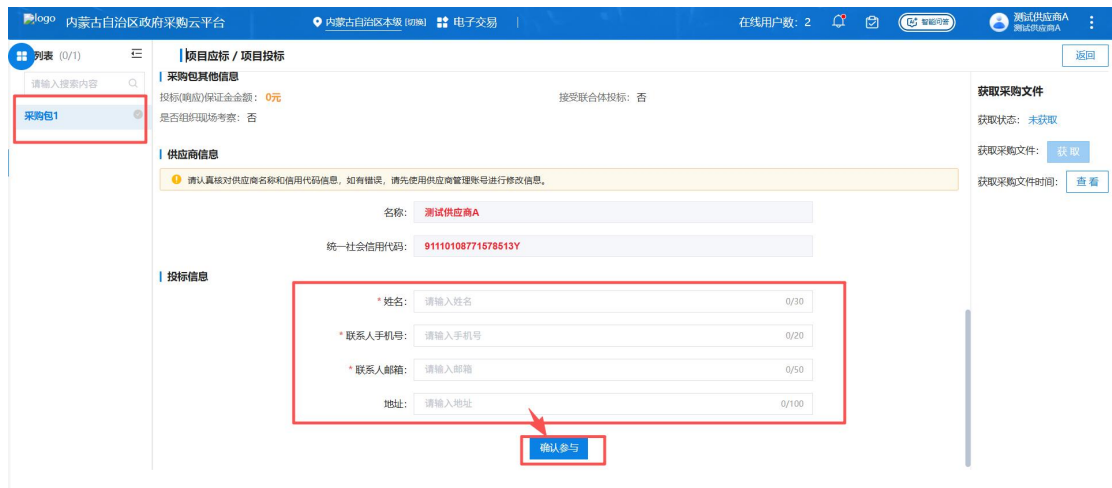 logo 内蒙古自治区政府采购云平台 内蒙古自治区本级 [切换] 电子交易 | 在线用户数：2 智能问答 测试供应商A
测试供应商A
列表 (0/1)
项目应标 / 项目投标
返回
请输入搜索内容
采购包1
采购包其他信息
投标(响应)保证金金额： 0元 接受联合体投标：否
是否组织现场考察：否
供应商信息
请认真核对供应商名称和信用代码信息，如有错误，请先使用供应商管理账号进行修改信息。
名称： 测试供应商A
统一社会信用代码： 91110108771578513Y
投标信息
* 姓名： 请输入姓名 0/30
* 联系人手机号： 请输入手机号 0/20
* 联系人邮箱： 请输入邮箱 0/50
地址： 请输入地址 0/100
确认参与
获取采购文件
获取状态： 未获取
获取采购文件： 获取
获取采购文件时间： 查看